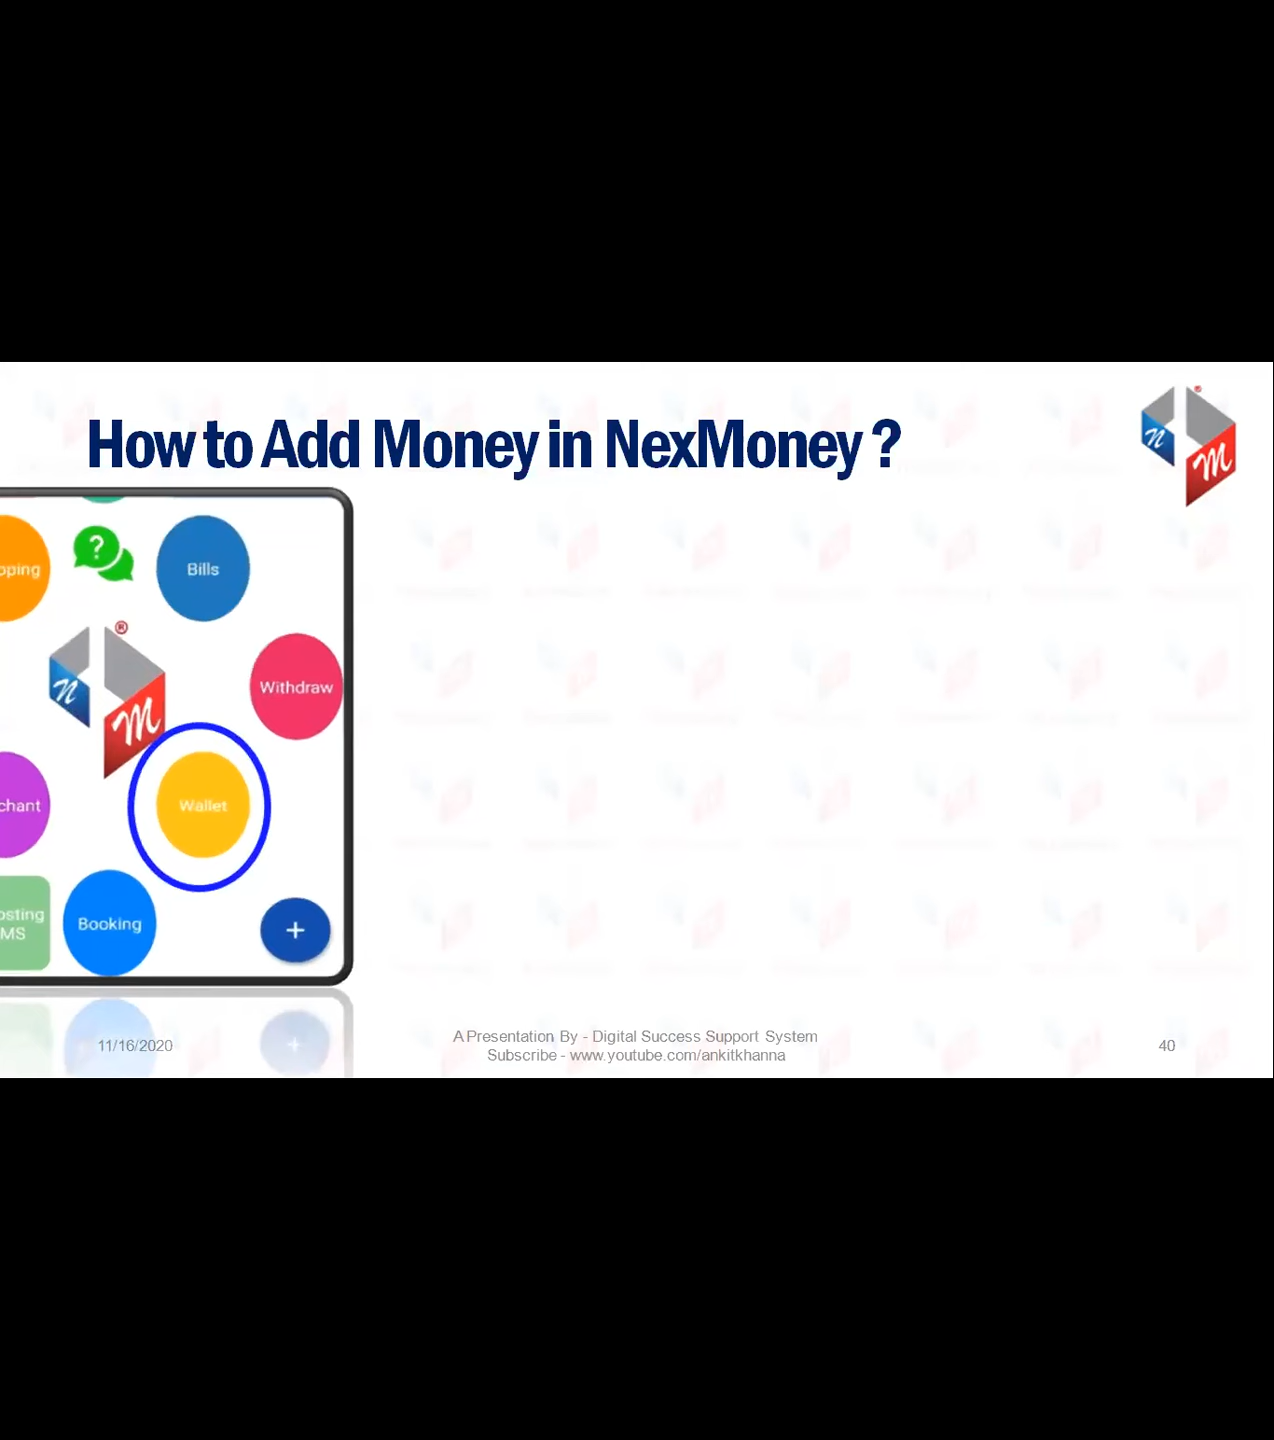 How to Add Money in NexMoney ?
®
n
m
pping
?
Bills
®
n
m
Withdraw
chant
Wallet
osting
MS
Booking
+
11/16/2020
A Presentation By - Digital Success Support System
Subscribe - www.youtube.com/ankitkhanna
40